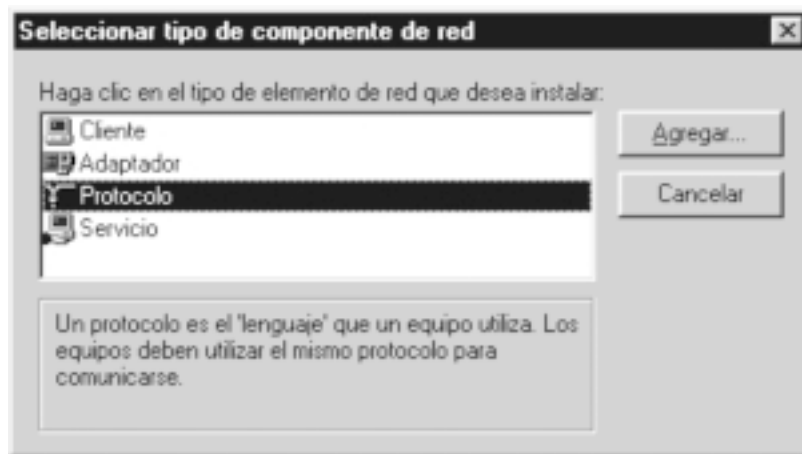 Seleccionar tipo de componente de red
Haga clic en el tipo de elemento de red que desea instalar:
Cliente
Adaptador
Protocolo
Servicio
Agregar...
Cancelar
Un protocolo es el 'lenguaje' que un equipo utiliza. Los
equipos deben utilizar el mismo protocolo para
comunicarse.